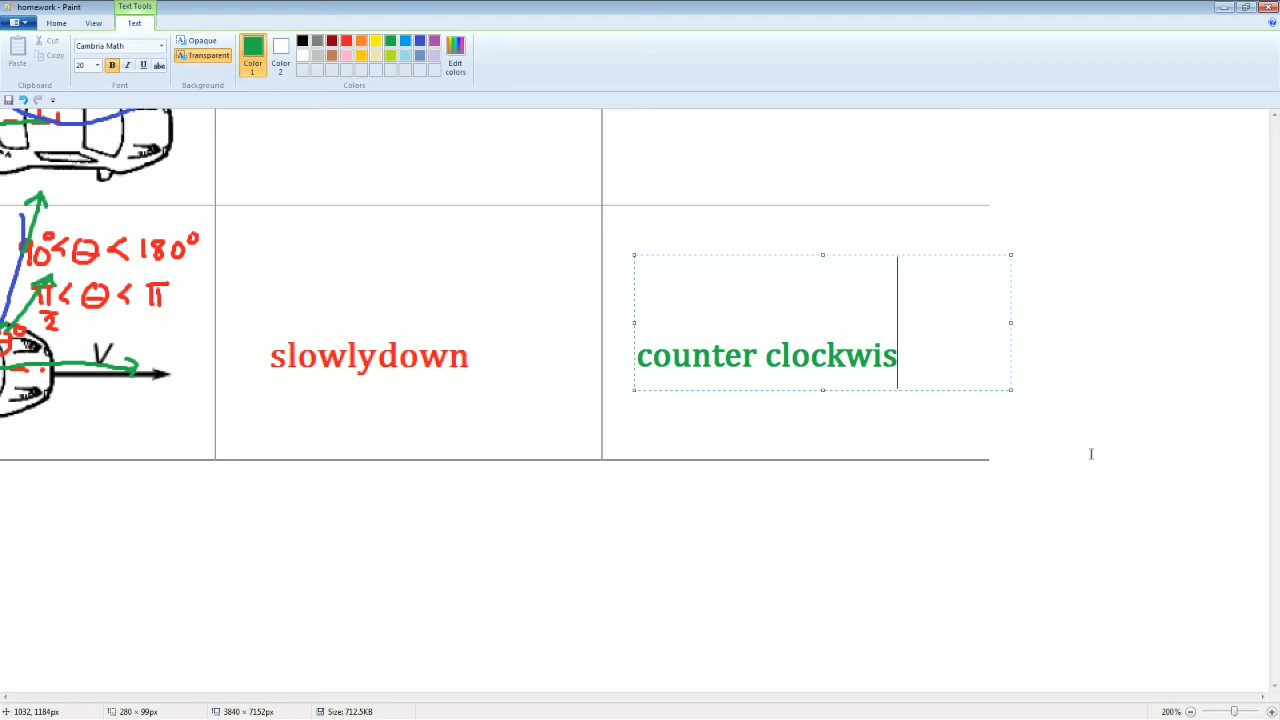 homework - Paint
Text Tools
Home
View
Text
Paste
Cut
Copy
Clipboard
Cambria Math
20
B I U abc
Font
Opaque
Transparent
Background
Color 1
Color 2
Edit colors
Colors
90° < θ < 180°
π/2 < θ < π
V
slowlydown
counter clockwis
1032, 1184px
280 × 99px
3840 × 7152px
Size: 712.5KB
200%